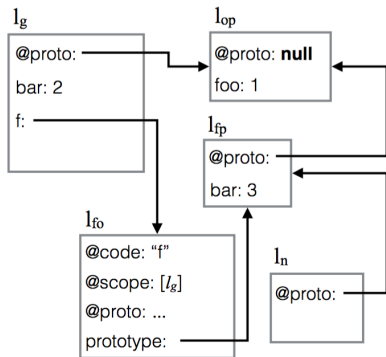 l_g
@proto:
bar: 2
f:
l_op
@proto: null
foo: 1
l_fp
@proto:
bar: 3
l_fo
@code: “f”
@scope: [l_g]
@proto: ...
prototype:
l_n
@proto: